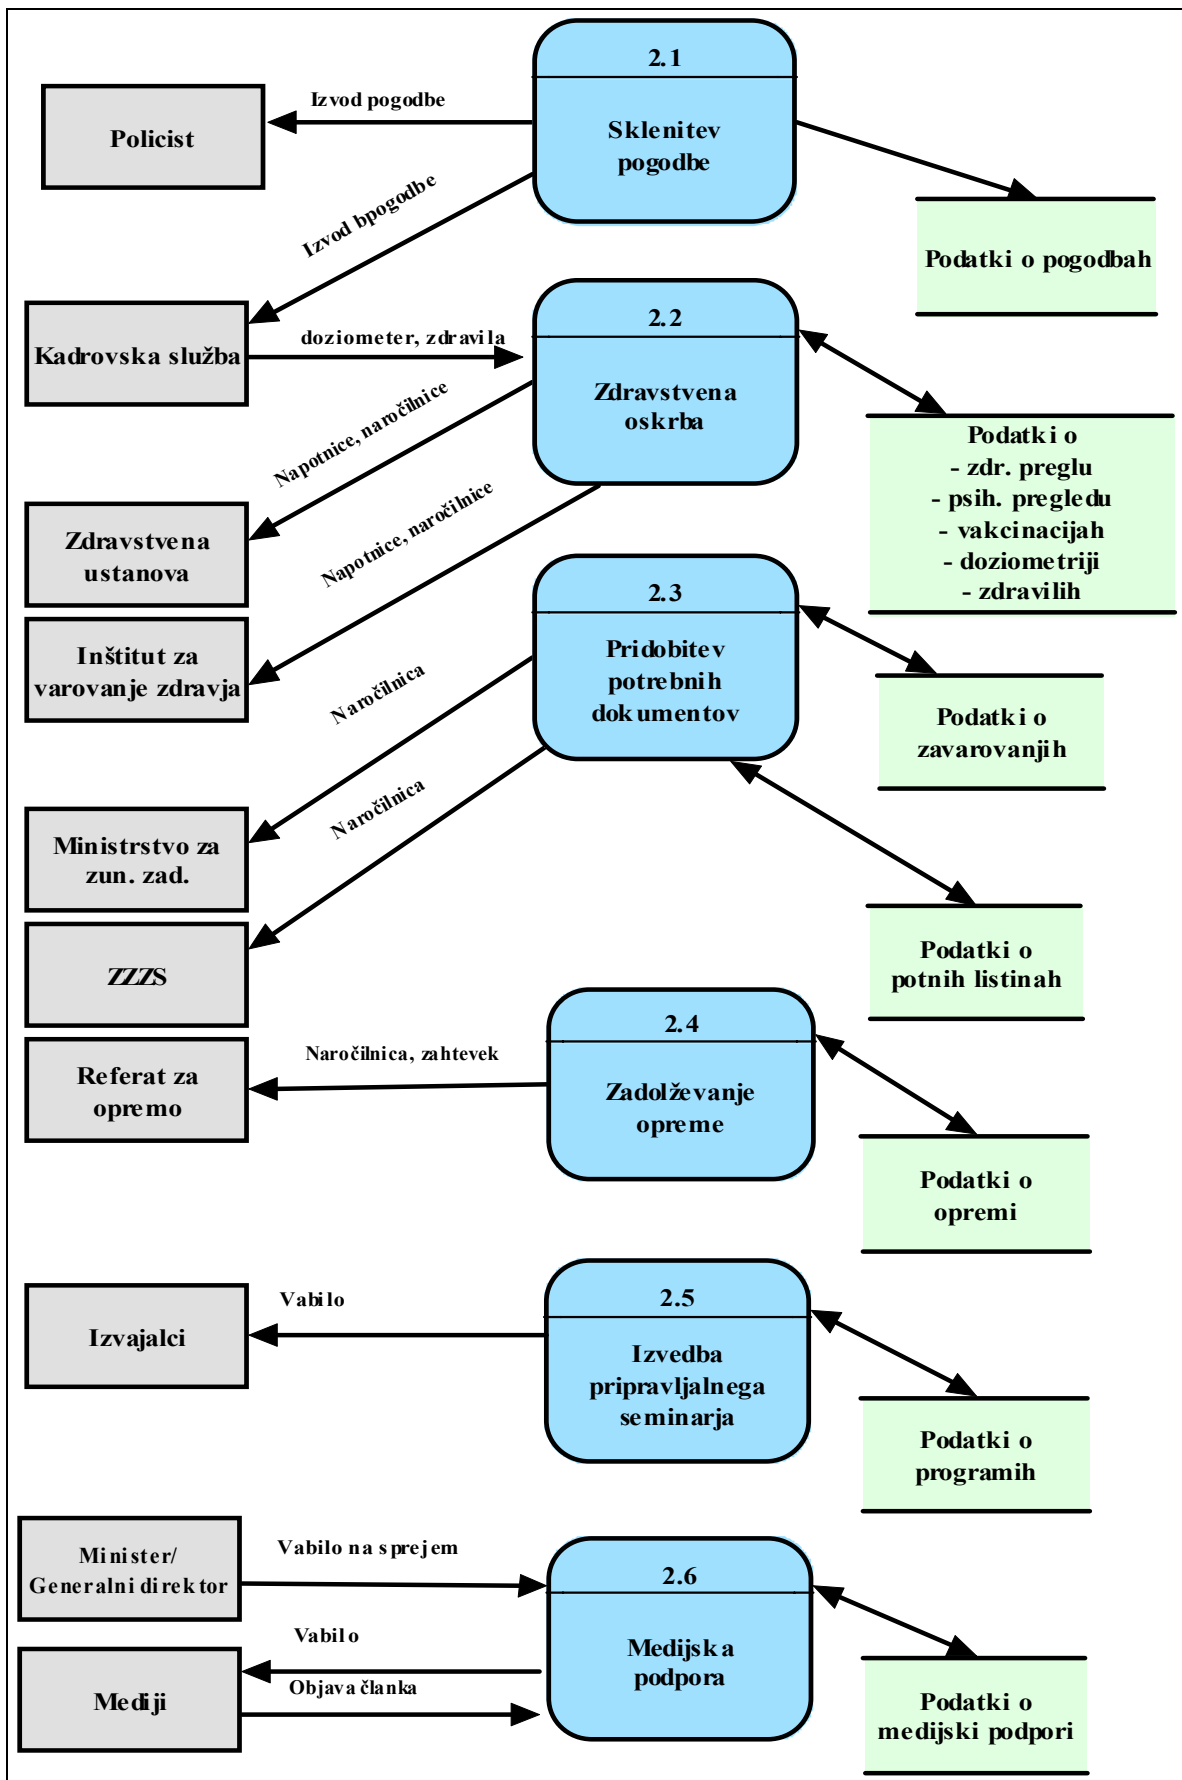 2.1
Izvod pogodbe
Policist
Sklenitev
pogodbe
Izvod bpogodbe
Podatki o pogodbah
2.2
doziometer, zdravila
Kadrovska služba
Zdravstvena
oskrba
Napotnice, naročilnice
Podatki o
- zdr. preglu
- psih. pregledu
- vakcinacijah
- doziometriji
- zdravilih
Napotnice, naročilnice
Zdravstvena
ustanova
2.3
Inštitut za
varovanje zdravja
Pridobitev
potrebnih
dokumentov
Naročilnica
Podatki o
zavarovanjih
Naročilnica
Ministrstvo za
zun. zad.
ZZZS
Podatki o
potnih listinah
2.4
Naročilnica, zahtevek
Referat za
opremo
Zadolževanje
opreme
Podatki o
opremi
2.5
Vabilo
Izvajalci
Izvedba
pripravljalnega
seminarja
Podatki o
programih
Minister/
Generalni direktor
Vabilo na sprejem
2.6
Vabilo
Medijska
podpora
Objava članka
Mediji
Podatki o
medijski podpori